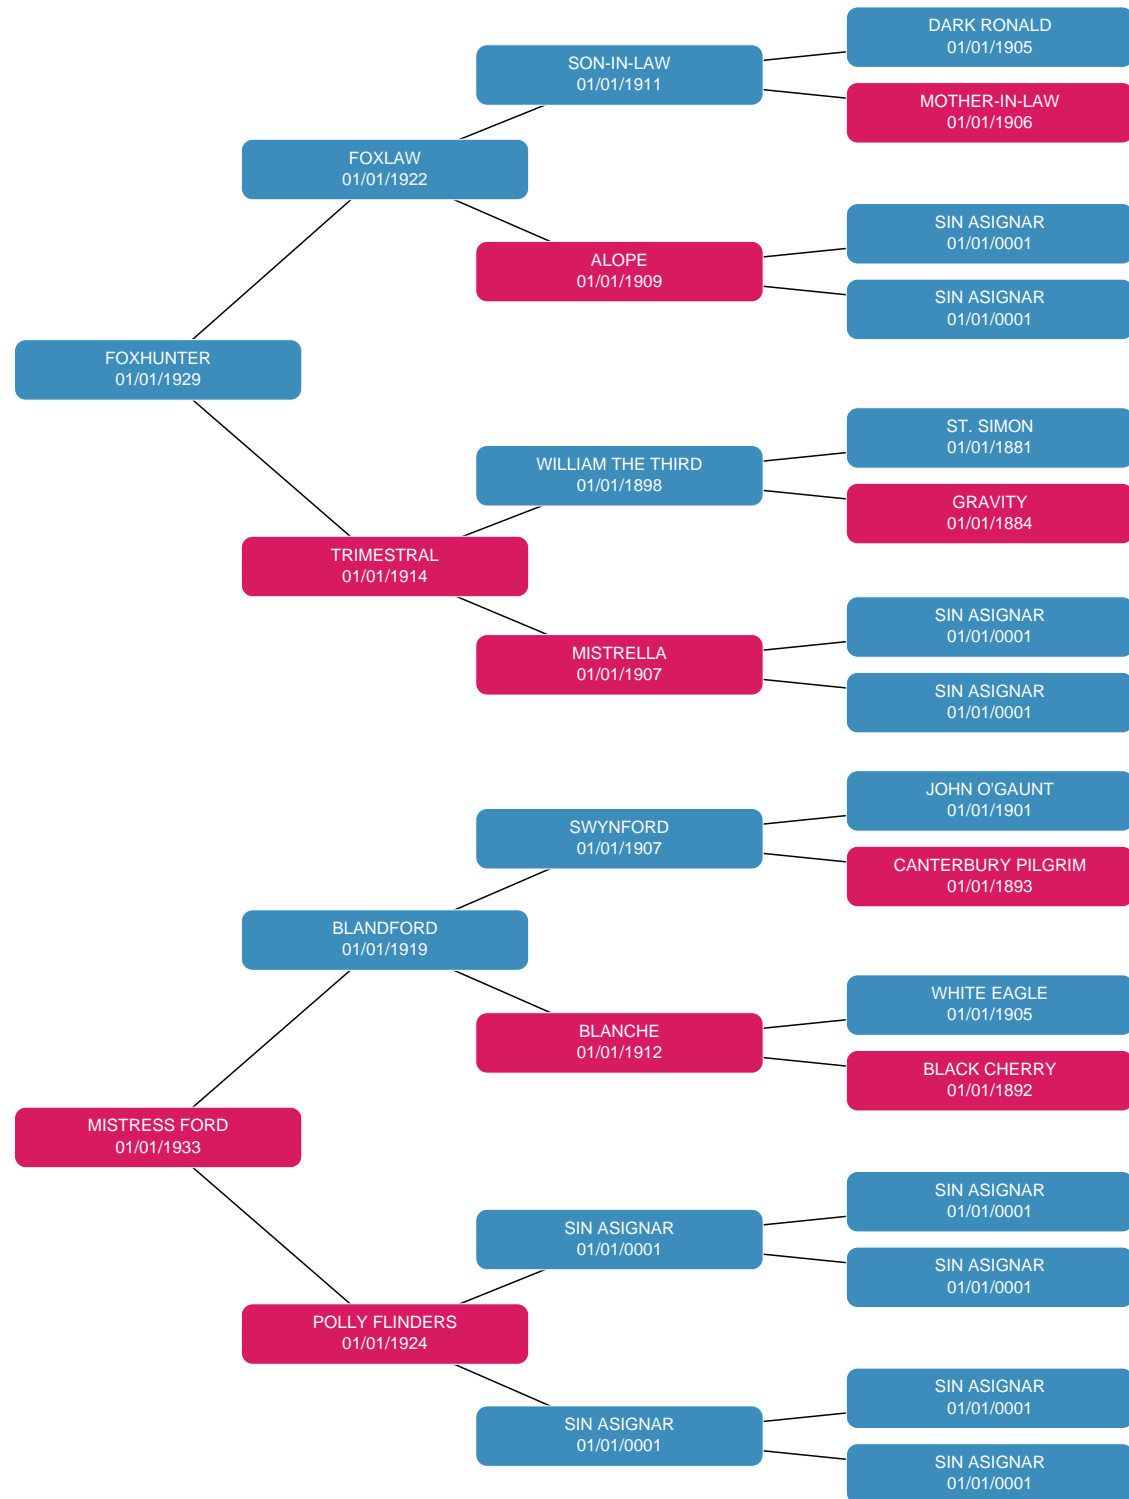 DARK RONALD
01/01/1905
SON-IN-LAW
01/01/1911
MOTHER-IN-LAW
01/01/1906
FOXLAW
01/01/1922
SIN ASIGNAR
01/01/0001
ALOPE
01/01/1909
SIN ASIGNAR
01/01/0001
FOXHUNTER
01/01/1929
ST. SIMON
01/01/1881
WILLIAM THE THIRD
01/01/1898
GRAVITY
01/01/1884
TRIMESTRAL
01/01/1914
SIN ASIGNAR
01/01/0001
MISTRELLA
01/01/1907
SIN ASIGNAR
01/01/0001
JOHN O'GAUNT
01/01/1901
SWYNFORD
01/01/1907
CANTERBURY PILGRIM
01/01/1893
BLANDFORD
01/01/1919
WHITE EAGLE
01/01/1905
BLANCHE
01/01/1912
BLACK CHERRY
01/01/1892
MISTRESS FORD
01/01/1933
SIN ASIGNAR
01/01/0001
SIN ASIGNAR
01/01/0001
SIN ASIGNAR
01/01/0001
POLLY FLINDERS
01/01/1924
SIN ASIGNAR
01/01/0001
SIN ASIGNAR
01/01/0001
SIN ASIGNAR
01/01/0001